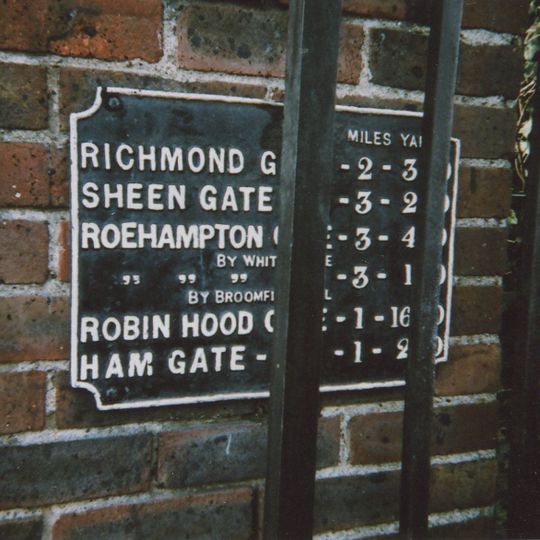 MILES YA
RICHMOND G - 2 - 3
SHEEN GATE - 3 - 2
ROEHAMPTON - 3 - 4
BY WHIT E
" " " - 3 - 1
BY BROOMFI L
ROBIN HOOD E - 1 - 16
HAM GATE - - 1 - 2